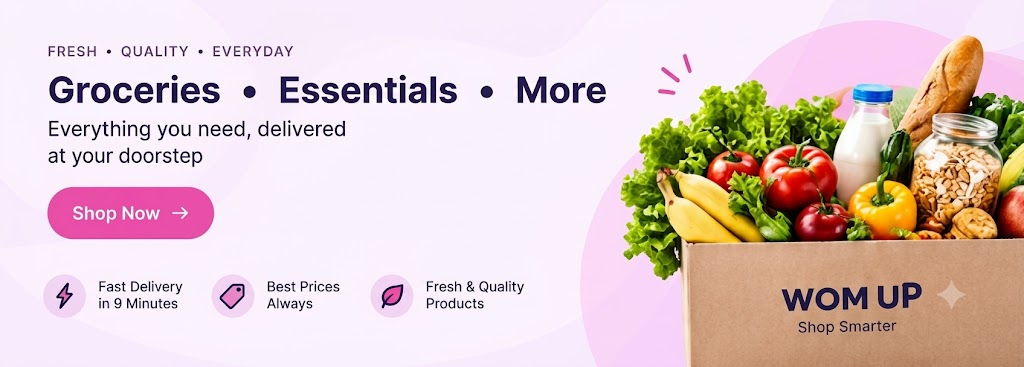 FRESH • QUALITY • EVERYDAY
Groceries • Essentials • More
Everything you need, delivered
at your doorstep
Shop Now →
Fast Delivery
in 9 Minutes
Best Prices
Always
Fresh & Quality
Products
WOM UP
Shop Smarter